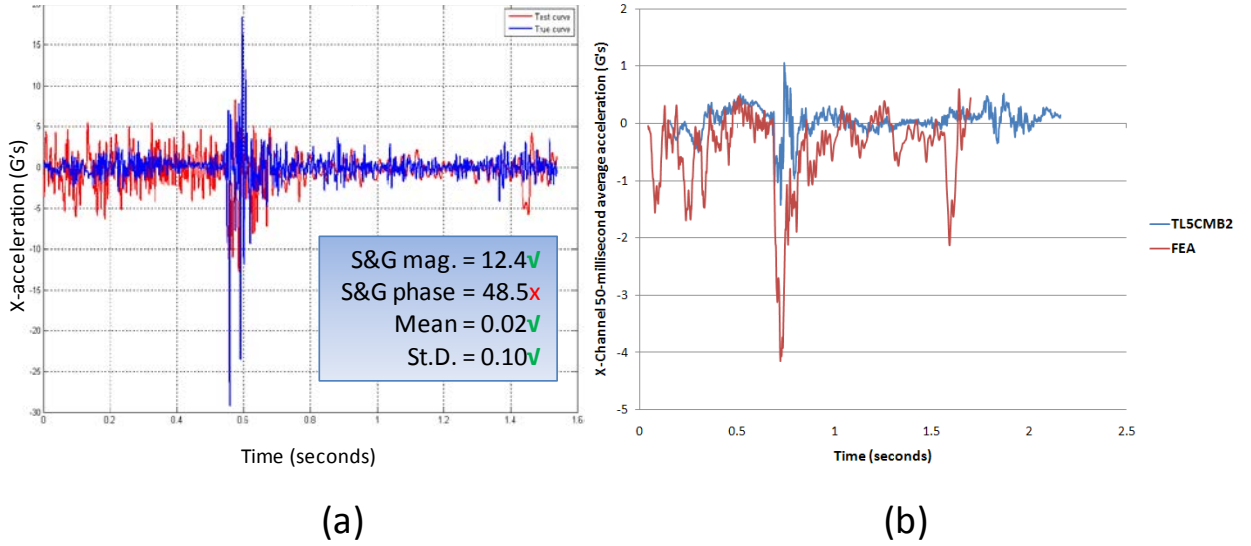 Test curve
True curve
20
15
10
5
0
-5
-10
-15
-20
-25
-30
0
0.2
0.4
0.6
0.8
1
1.2
1.4
1.6
X-acceleration (G's)
Time (seconds)
S&G mag. = 12.4√
S&G phase = 48.5x
Mean = 0.02√
St.D. = 0.10√
(a)
2
1
0
-1
-2
-3
-4
-5
0
0.5
1
1.5
2
2.5
X-Channel 50-millisecond average acceleration (G's)
Time (seconds)
TL5CMB2
FEA
(b)